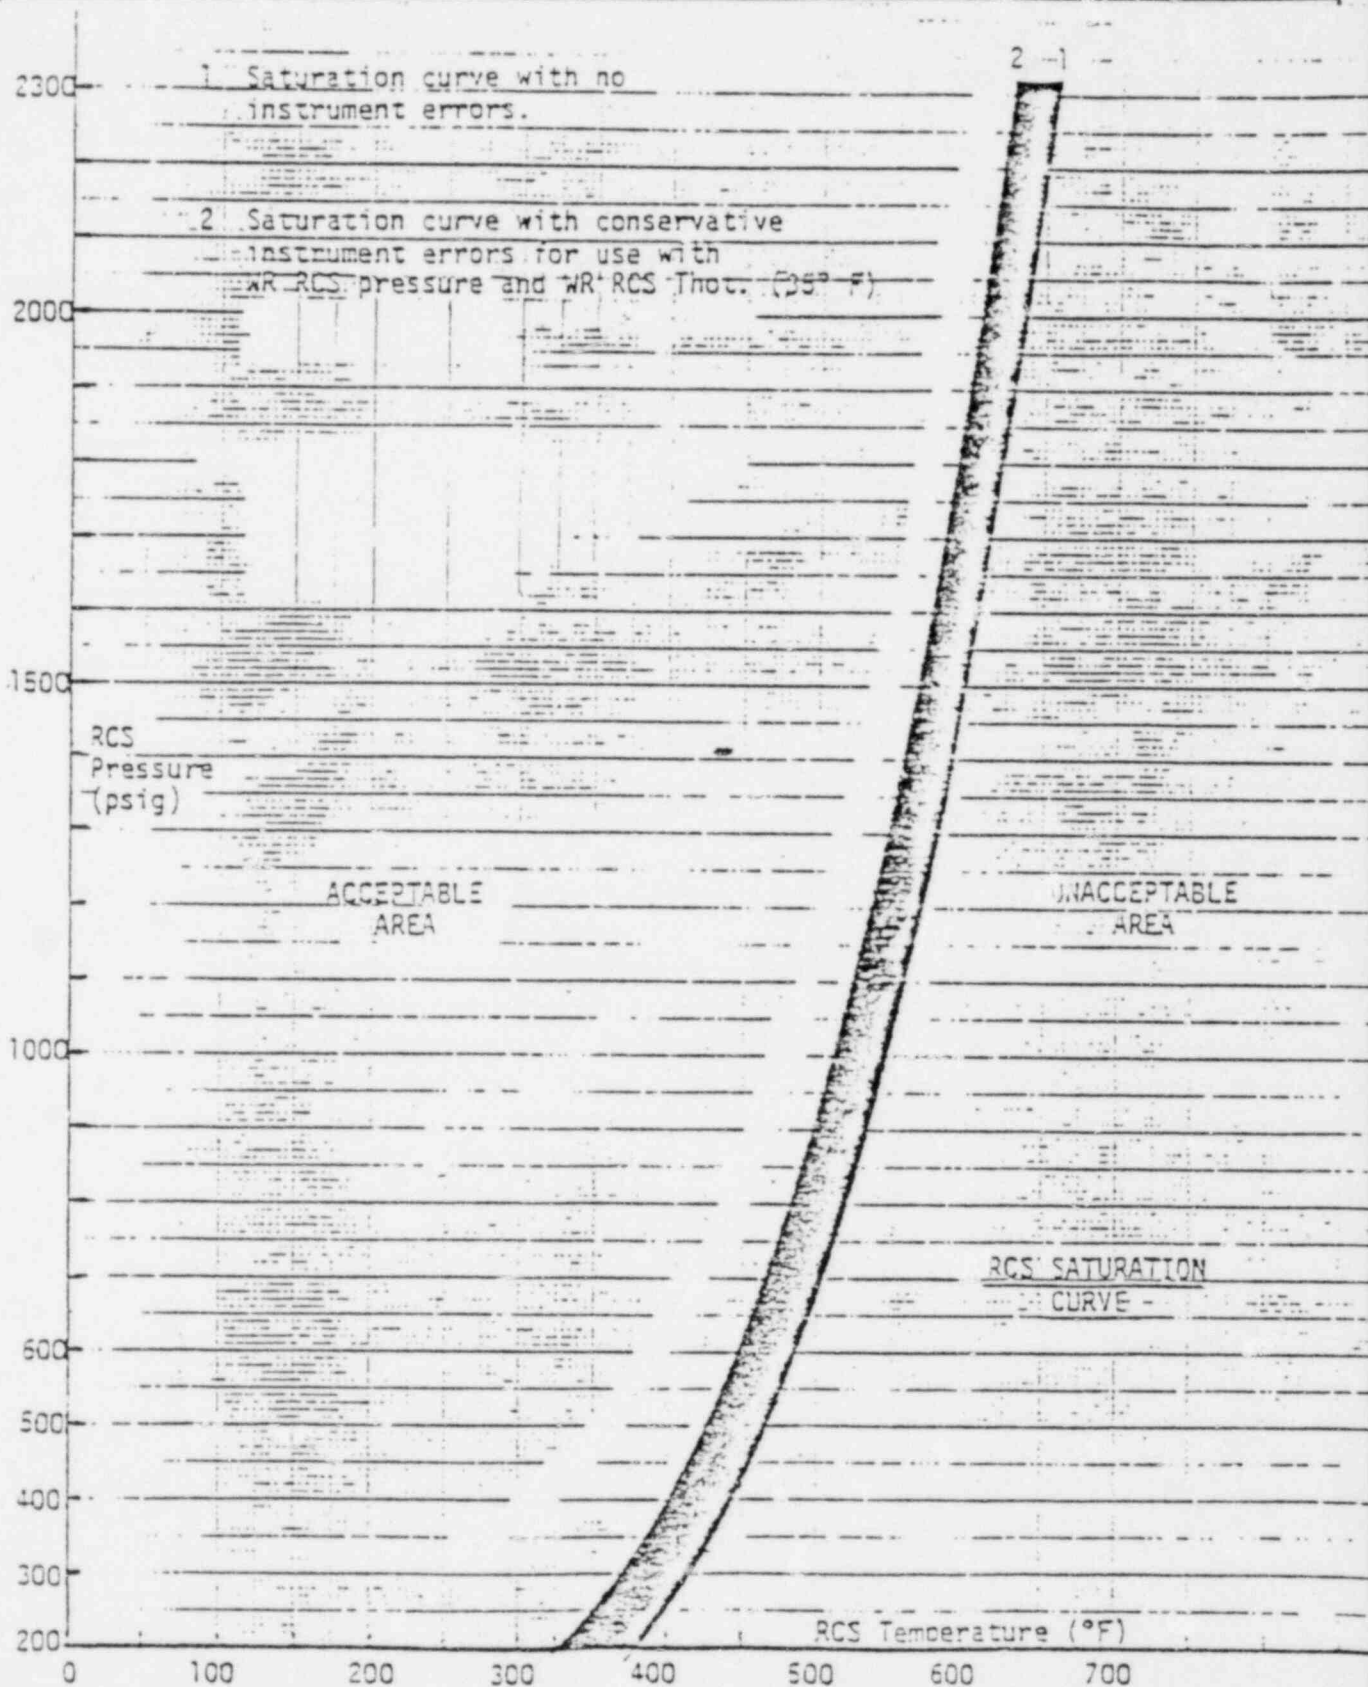 2 1
2300
1 Saturation curve with no
instrument errors.
2 Saturation curve with conservative
instrument errors for use with
WR RCS pressure and WR RCS Thot. (35° F)
2000
1500
RCS
Pressure
(psig)
ACCEPTABLE
AREA
UNACCEPTABLE
AREA
1000
RCS SATURATION
CURVE
600
500
400
300
200
RCS Temperature (°F)
0 100 200 300 400 500 600 700